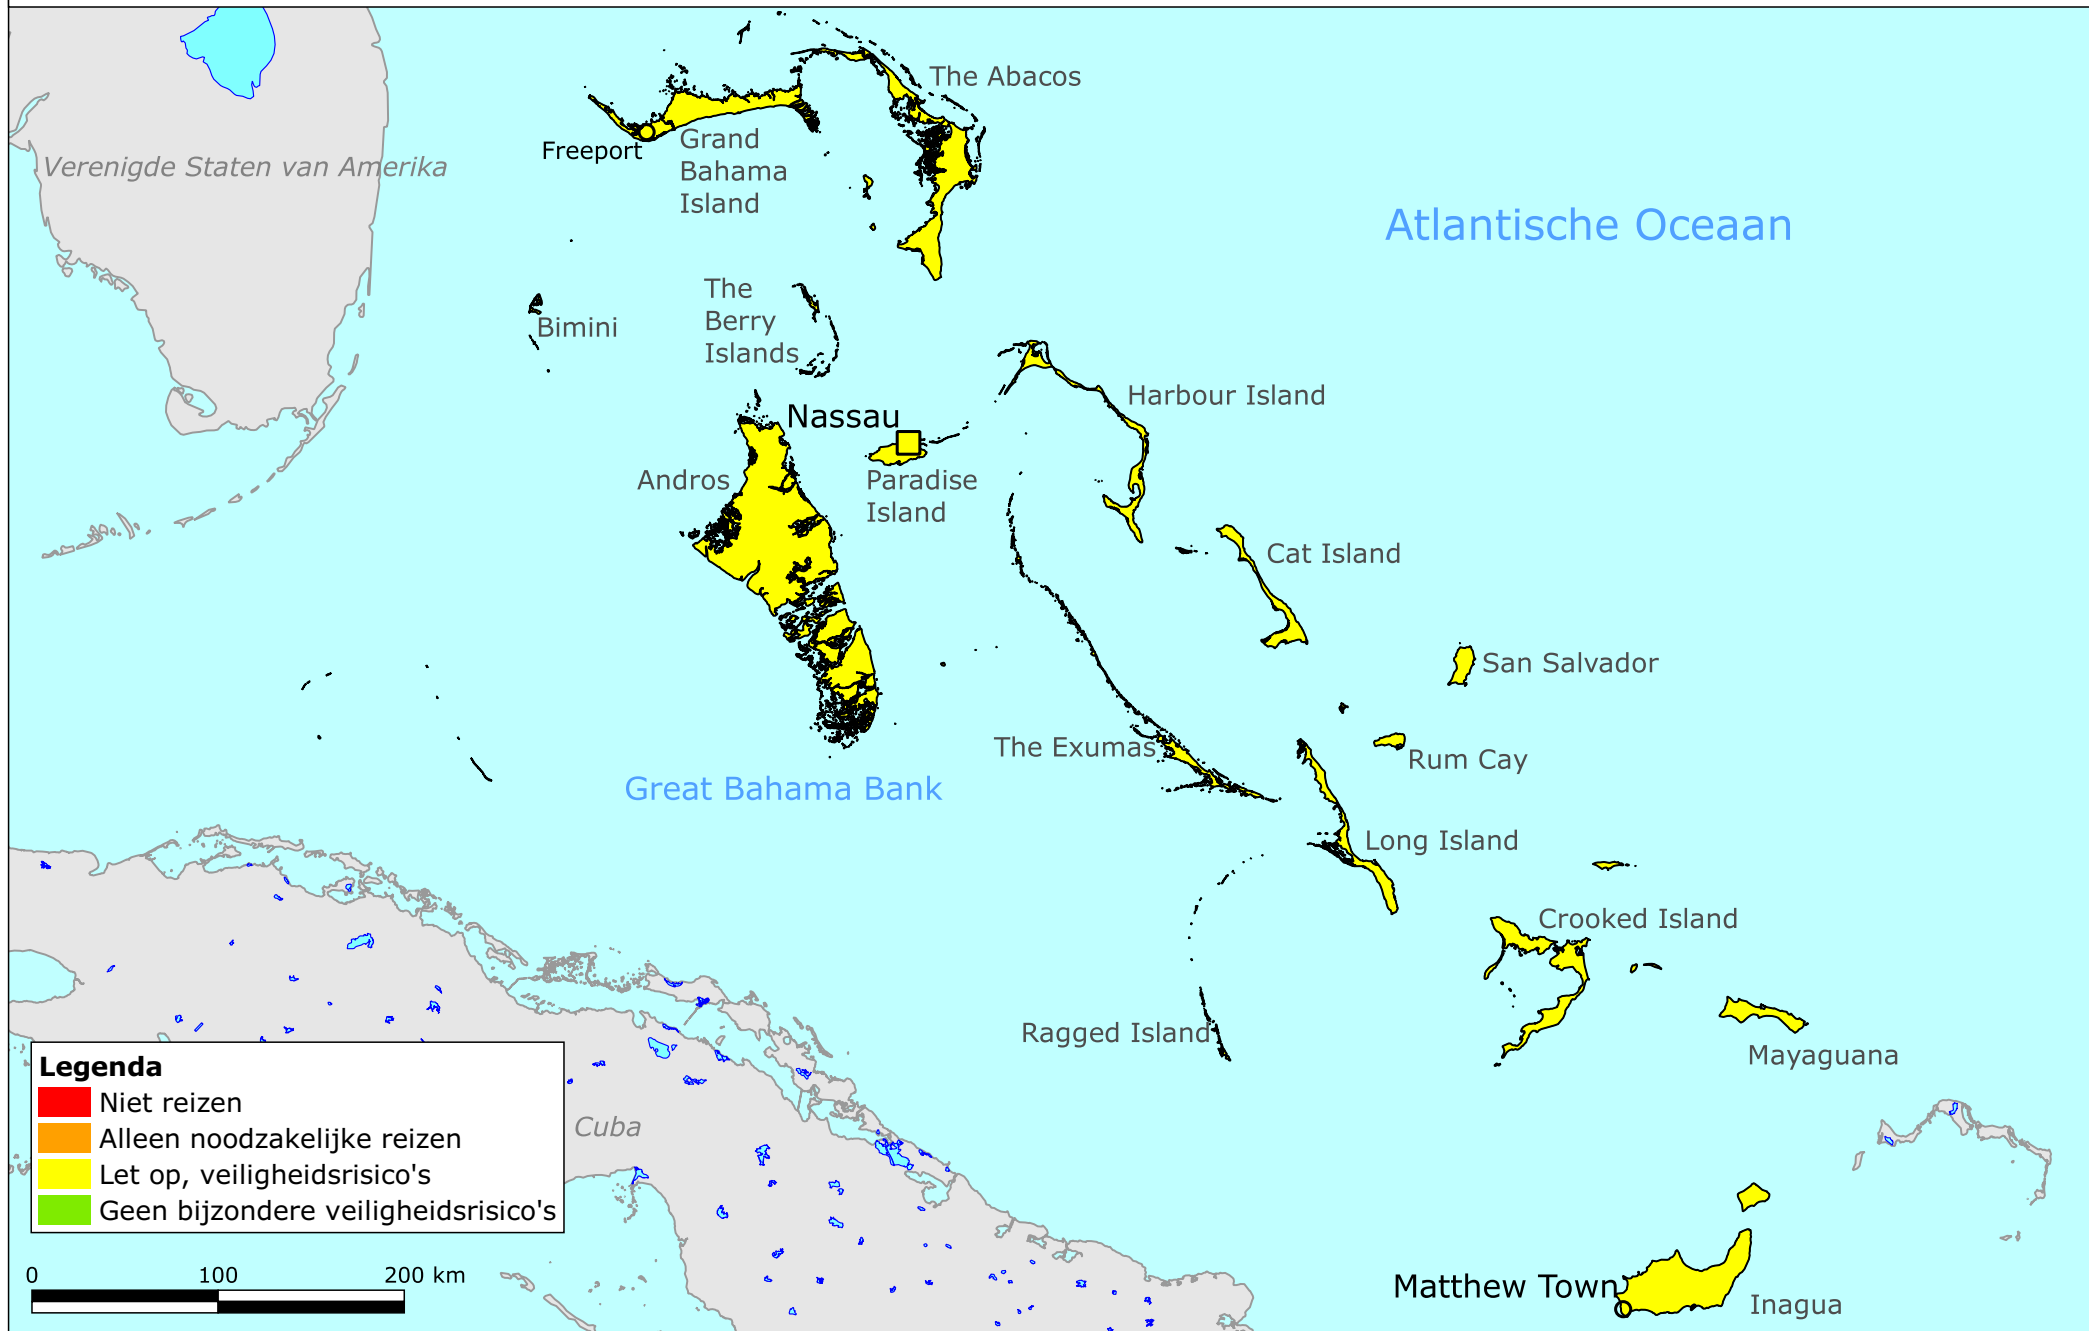 The Abacos
Freeport
Grand
Bahama
Island
Verenigde Staten van Amerika
Atlantische Oceaan
The
Berry
Islands
Bimini
Harbour Island
Nassau
Andros
Paradise
Island
Cat Island
San Salvador
The Exumas
Rum Cay
Great Bahama Bank
Long Island
Crooked Island
Ragged Island
Mayaguana
Legenda
Niet reizen
Alleen noodzakelijke reizen
Let op, veiligheidsrisico's
Geen bijzondere veiligheidsrisico's
Cuba
0 100 200 km
Matthew Town
Inagua